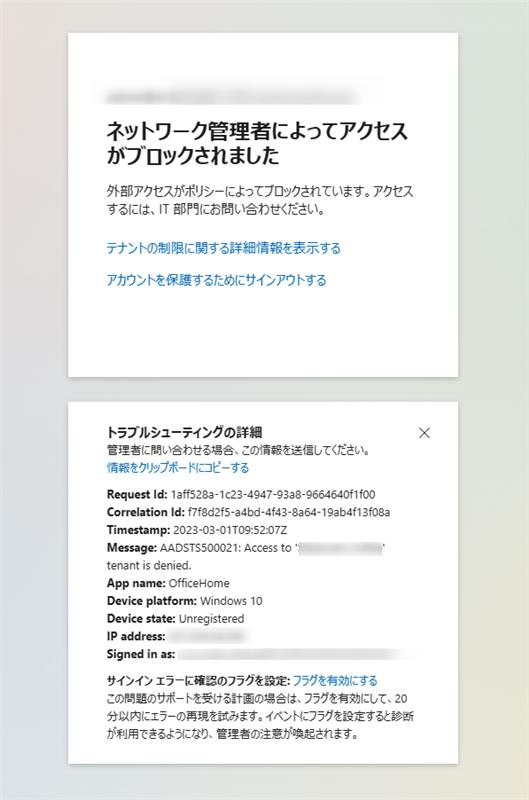 ネットワーク管理者によってアクセス
がブロックされました
外部アクセスがポリシーによってブロックされています。アクセス
するには、IT 部門にお問い合わせください。
テナントの制限に関する詳細情報を表示する
アカウントを保護するためにサインアウトする
トラブルシューティングの詳細
管理者に問い合わせる場合、この情報を送信してください。
情報をクリップボードにコピーする
Request Id: 1aff528a-1c23-4947-93a8-9664640f1f00
Correlation Id: f7f8d2f5-a4bd-4f43-8a64-19ab4f13f08a
Timestamp: 2023-03-01T09:52:07Z
Message: AADSTS500021: Access to '
'
tenant is denied.
App name: OfficeHome
Device platform: Windows 10
Device state: Unregistered
IP address:
Signed in as:
サインイン エラーに確認のフラグを設定: フラグを有効にする
この問題のサポートを受ける計画の場合は、フラグを有効にして、20
分以内にエラーの再現を試みます。イベントにフラグを設定すると診断
が利用できるようになり、管理者の注意が喚起されます。